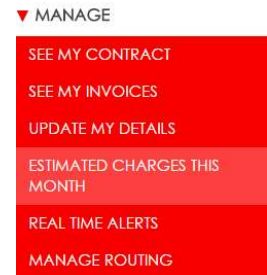 ▼ MANAGE
SEE MY CONTRACT
SEE MY INVOICES
UPDATE MY DETAILS
ESTIMATED CHARGES THIS
MONTH
REAL TIME ALERTS
MANAGE ROUTING